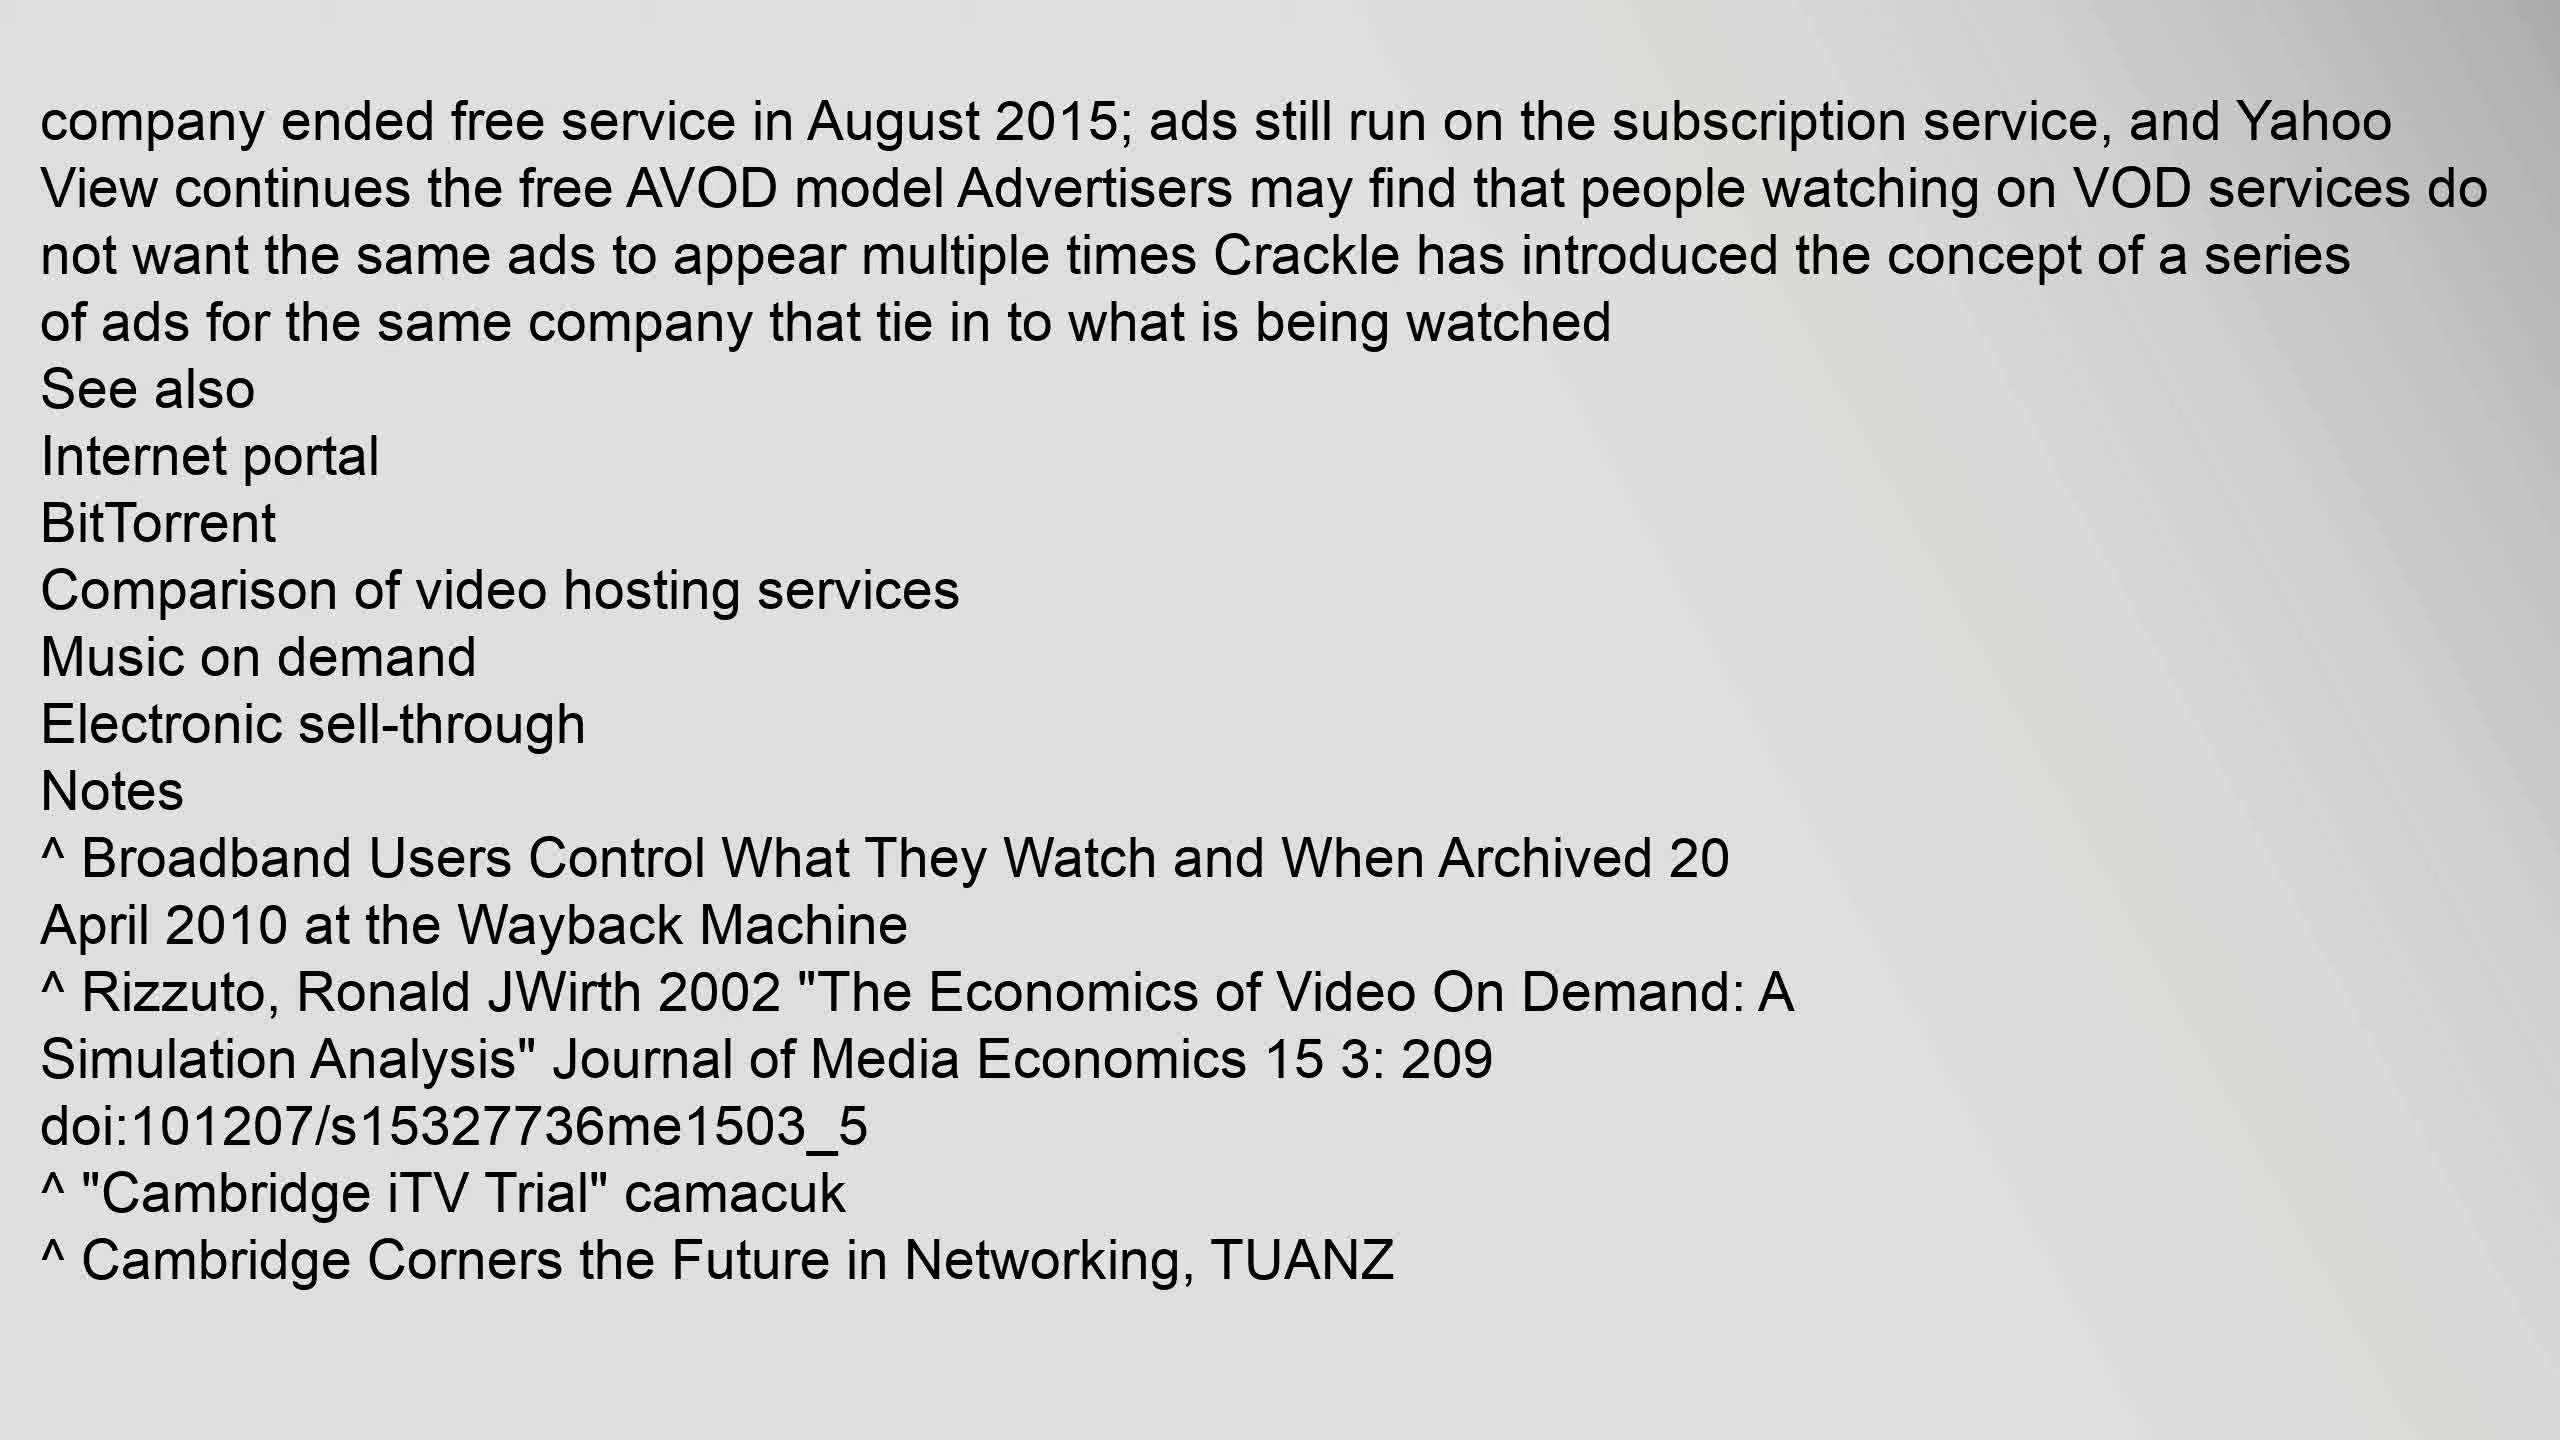 company ended free service in August 2015; ads still run on the subscription service, and Yahoo
View continues the free AVOD model Advertisers may find that people watching on VOD services do
not want the same ads to appear multiple times Crackle has introduced the concept of a series
of ads for the same company that tie in to what is being watched
See also
Internet portal
BitTorrent
Comparison of video hosting services
Music on demand
Electronic sell-through
Notes
^ Broadband Users Control What They Watch and When Archived 20
April 2010 at the Wayback Machine
^ Rizzuto, Ronald JWirth 2002 "The Economics of Video On Demand: A
Simulation Analysis" Journal of Media Economics 15 3: 209
doi:101207/s15327736me1503_5
^ "Cambridge iTV Trial" camacuk
^ Cambridge Corners the Future in Networking, TUANZ